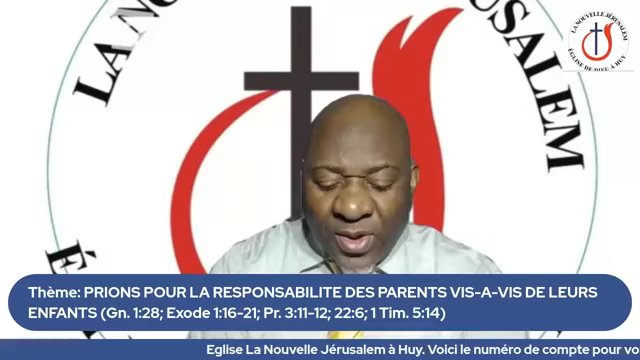 LA NOUVELLE JÉRUSALEM
ÉGLISE DE DIEU À HUY
LA NO
USALEM
É
Thème: PRIONS POUR LA RESPONSABILITE DES PARENTS VIS-A-VIS DE LEURS
ENFANTS (Gn. 1:28; Exode 1:16-21; Pr. 3:11-12; 22:6; 1 Tim. 5:14)
Eglise La Nouvelle Jérusalem à Huy. Voici le numéro de compte pour vo